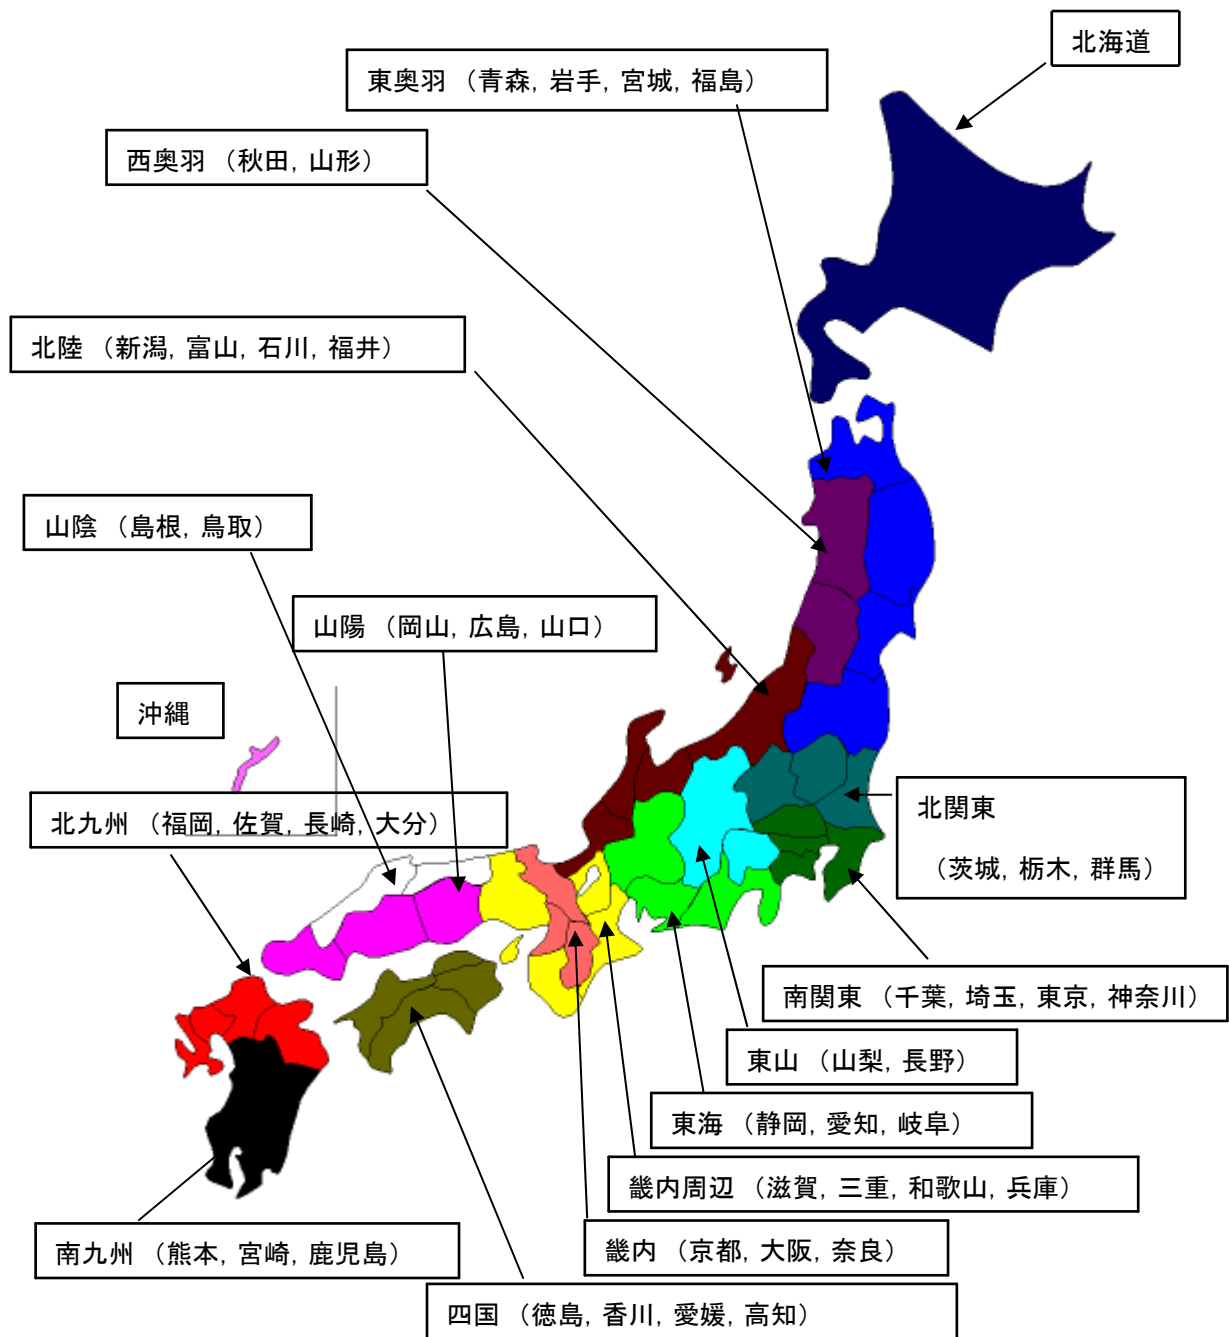 北海道
東奥羽 （青森, 岩手, 宮城, 福島）
西奥羽 （秋田, 山形）
北陸 （新潟, 富山, 石川, 福井）
山陰 （島根, 鳥取）
山陽 （岡山, 広島, 山口）
沖縄
北九州 （福岡, 佐賀, 長崎, 大分）
北関東
（茨城, 栃木, 群馬）
南関東 （千葉, 埼玉, 東京, 神奈川）
東山 （山梨, 長野）
東海 （静岡, 愛知, 岐阜）
畿内周辺 （滋賀, 三重, 和歌山, 兵庫）
畿内 （京都, 大阪, 奈良）
南九州 （熊本, 宮崎, 鹿児島）
四国 （徳島, 香川, 愛媛, 高知）